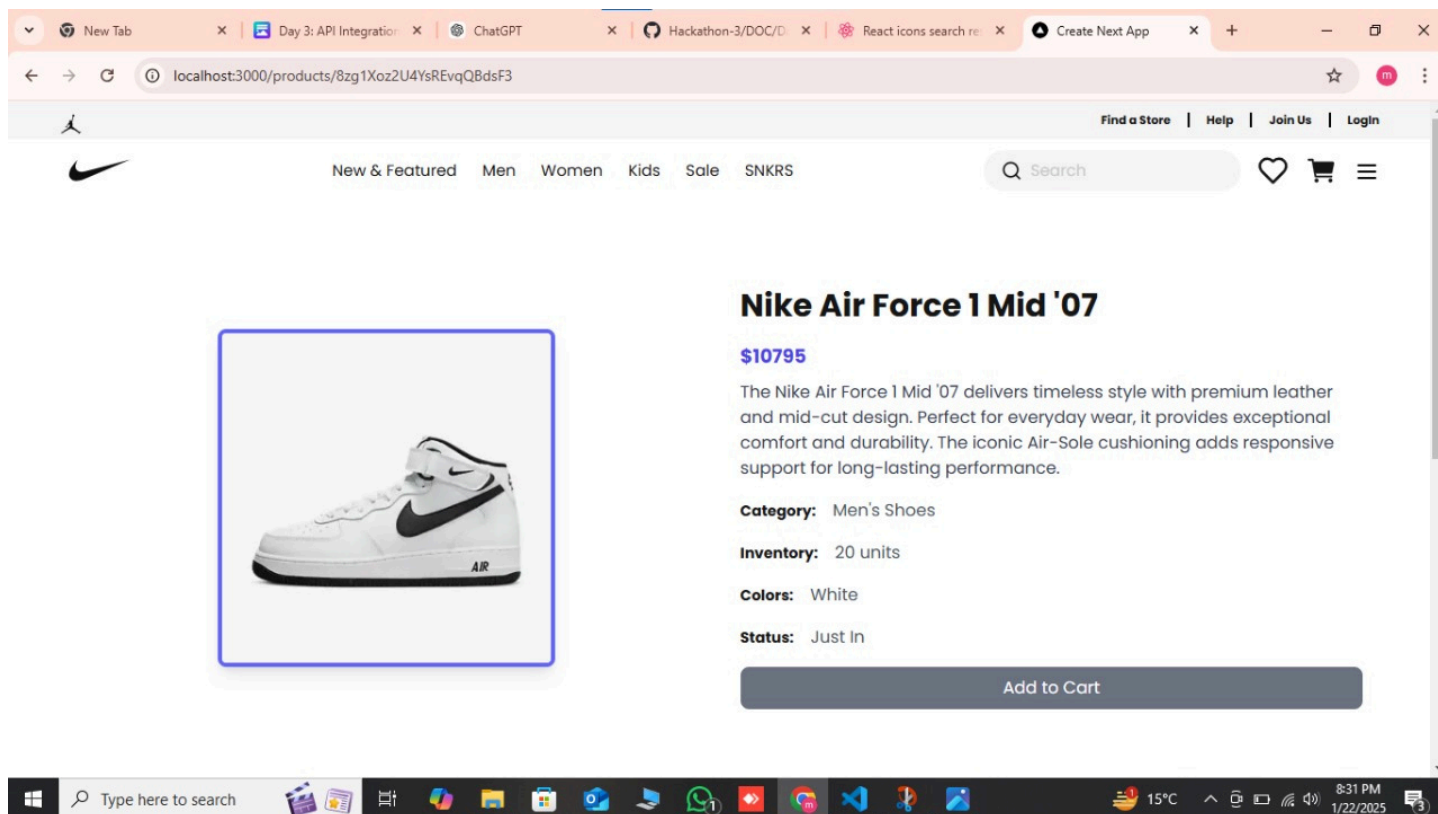 New Tab
Day 3: API Integration
ChatGPT
Hackathon-3/DOC/D
React icons search re
Create Next App
localhost:3000/products/8zg1Xoz2U4YsREvqQBdsF3
m
Find a Store | Help | Join Us | LogIn
New & Featured Men Women Kids Sale SNKRS
Search
Nike Air Force 1 Mid '07
$10795
The Nike Air Force 1 Mid '07 delivers timeless style with premium leather
and mid-cut design. Perfect for everyday wear, it provides exceptional
comfort and durability. The iconic Air-Sole cushioning adds responsive
support for long-lasting performance.
Category: Men's Shoes
Inventory: 20 units
Colors: White
Status: Just In
Add to Cart
AIR
Type here to search
1
1
15°C
8:31 PM
1/22/2025
3